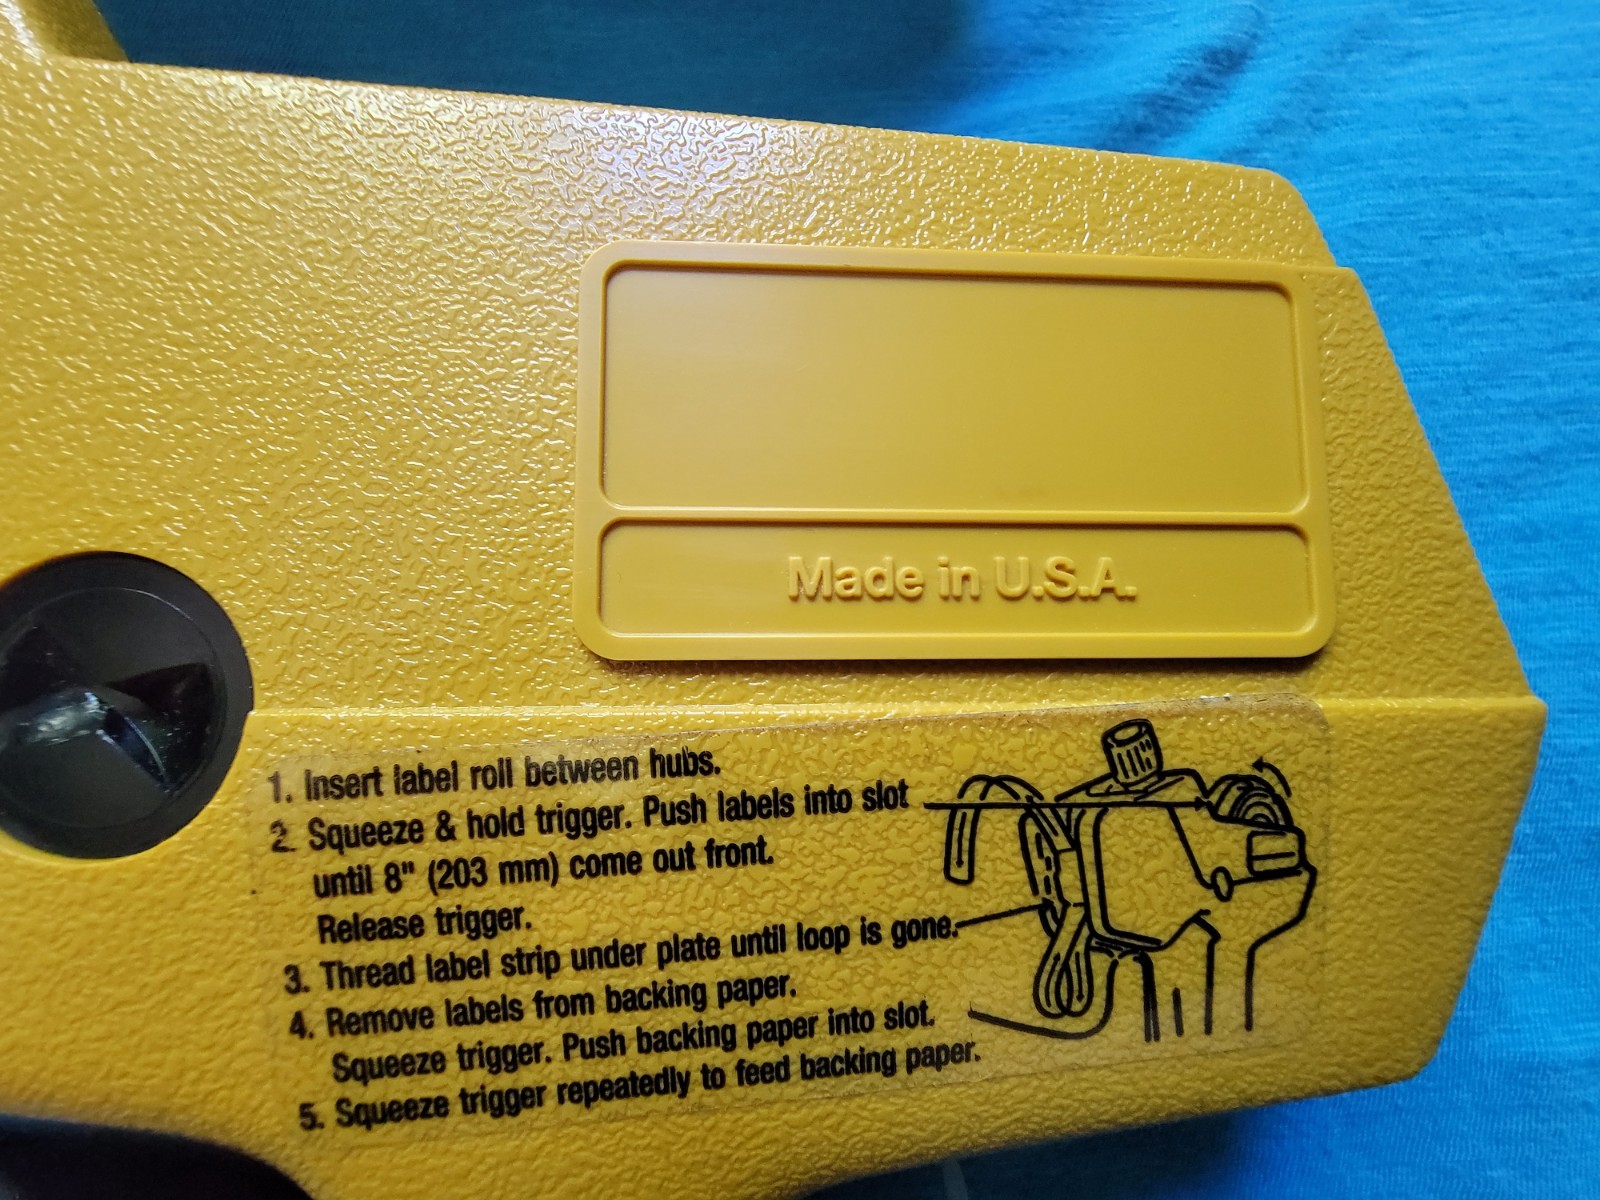 Made in U.S.A.
1. Insert label roll between hubs.
2. Squeeze & hold trigger. Push labels into slot
until 8" (203 mm) come out front.
Release trigger.
3. Thread label strip under plate until loop is gone.
4. Remove labels from backing paper.
Squeeze trigger. Push backing paper into slot.
5. Squeeze trigger repeatedly to feed backing paper.